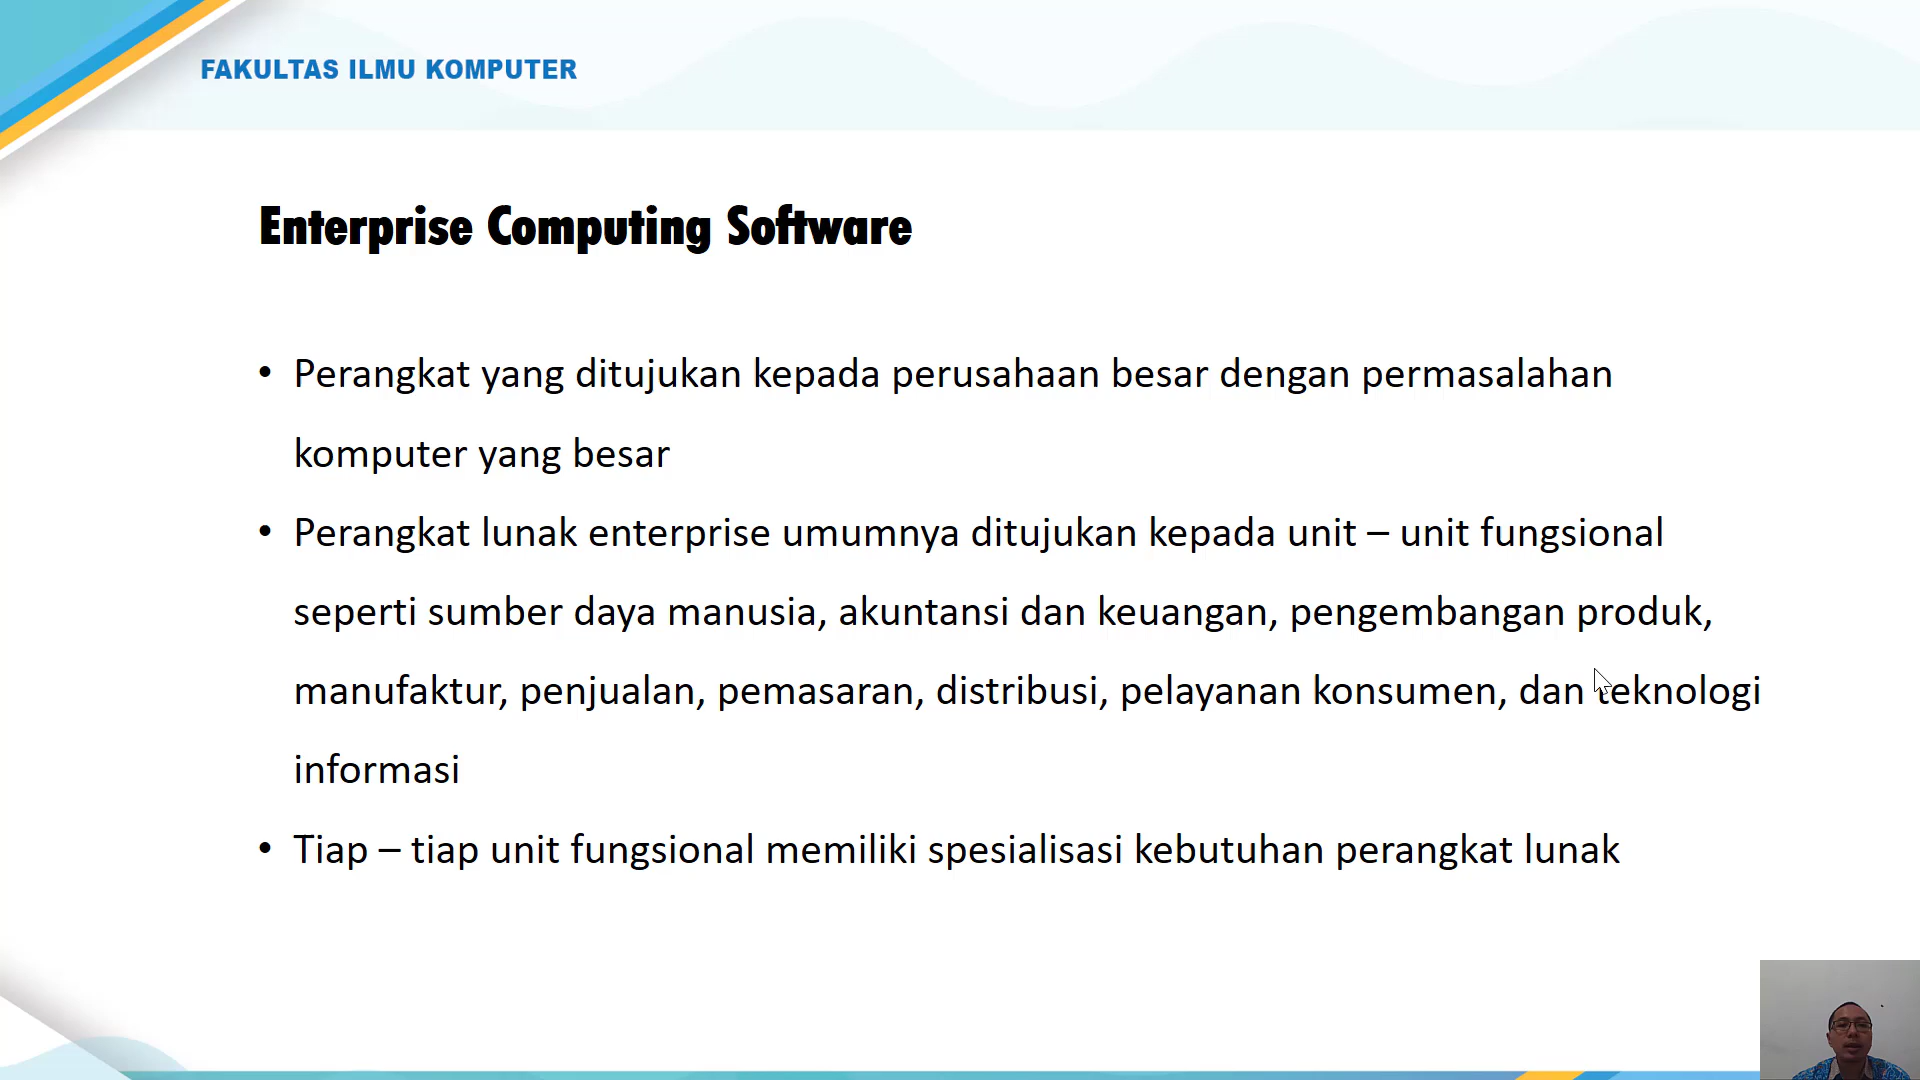 FAKULTAS ILMU KOMPUTER
Enterprise Computing Software
• Perangkat yang ditujukan kepada perusahaan besar dengan permasalahan
komputer yang besar
• Perangkat lunak enterprise umumnya ditujukan kepada unit – unit fungsional
seperti sumber daya manusia, akuntansi dan keuangan, pengembangan produk,
manufaktur, penjualan, pemasaran, distribusi, pelayanan konsumen, dan teknologi
informasi
• Tiap – tiap unit fungsional memiliki spesialisasi kebutuhan perangkat lunak